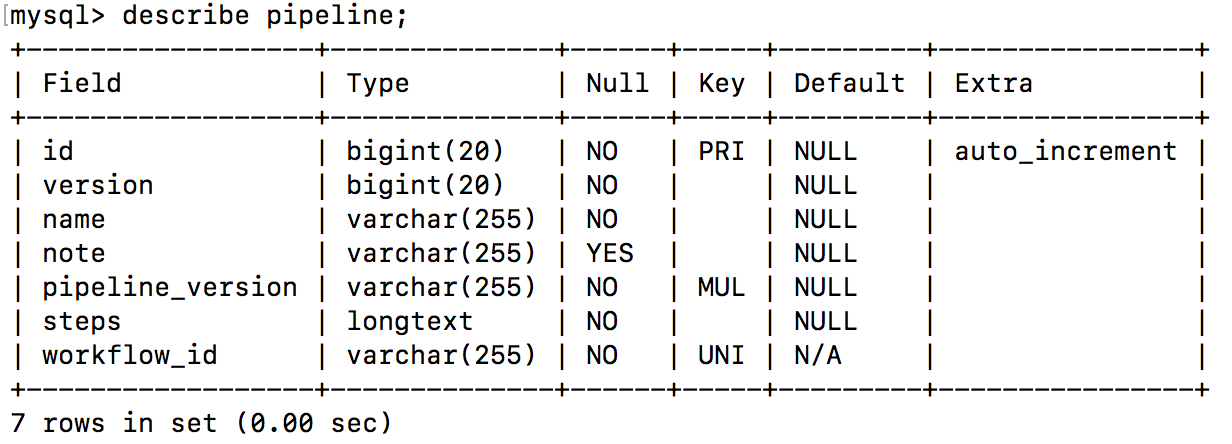 [mysql> describe pipeline;
+------------------+--------------+------+-----+---------+----------------+
| Field            | Type         | Null | Key | Default | Extra          |
+------------------+--------------+------+-----+---------+----------------+
| id               | bigint(20)   | NO   | PRI | NULL    | auto_increment |
| version          | bigint(20)   | NO   |     | NULL    |                |
| name             | varchar(255) | NO   |     | NULL    |                |
| note             | varchar(255) | YES  |     | NULL    |                |
| pipeline_version | varchar(255) | NO   | MUL | NULL    |                |
| steps            | longtext     | NO   |     | NULL    |                |
| workflow_id      | varchar(255) | NO   | UNI | N/A     |                |
+------------------+--------------+------+-----+---------+----------------+
7 rows in set (0.00 sec)